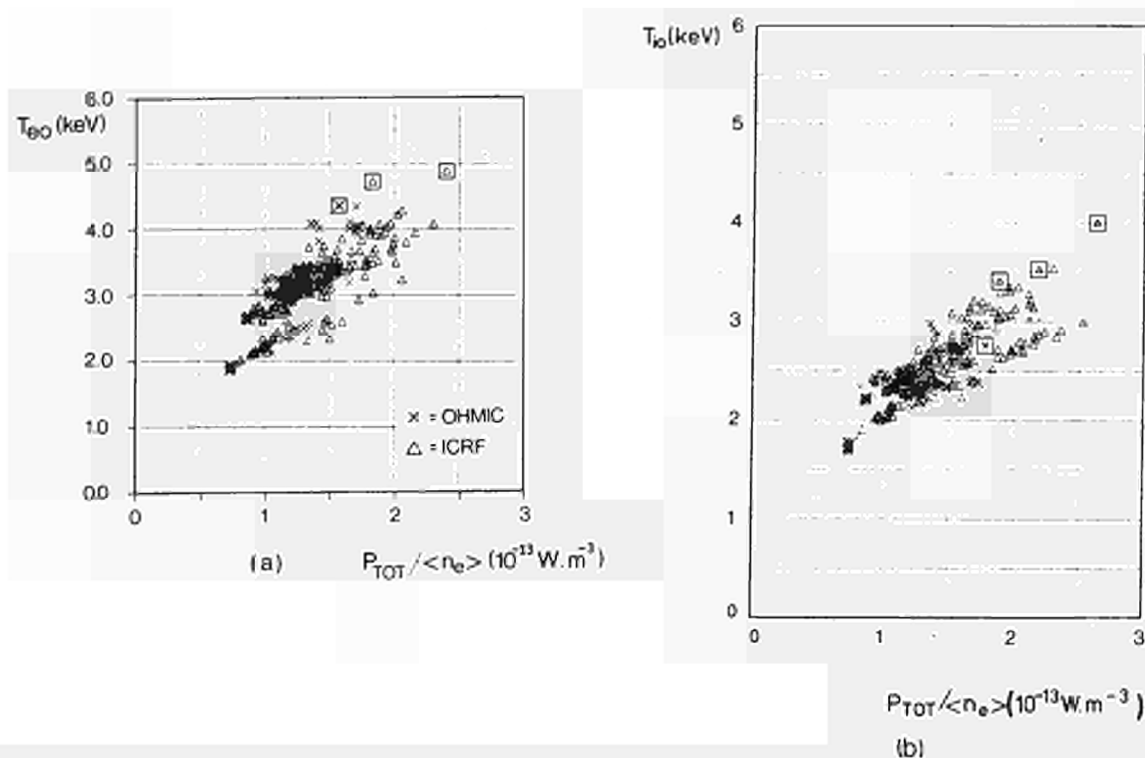 T_eo (keV)
6.0
5.0
4.0
3.0
2.0
1.0
0.0
× = OHMIC
△ = ICRF
0 1 2 3
(a) P_TOT / <n_e> (10^-13 W.m^-3)
T_io (keV)
6
5
4
3
2
1
0
0 1 2 3
P_TOT / <n_e> (10^-13 W.m^-3)
(b)